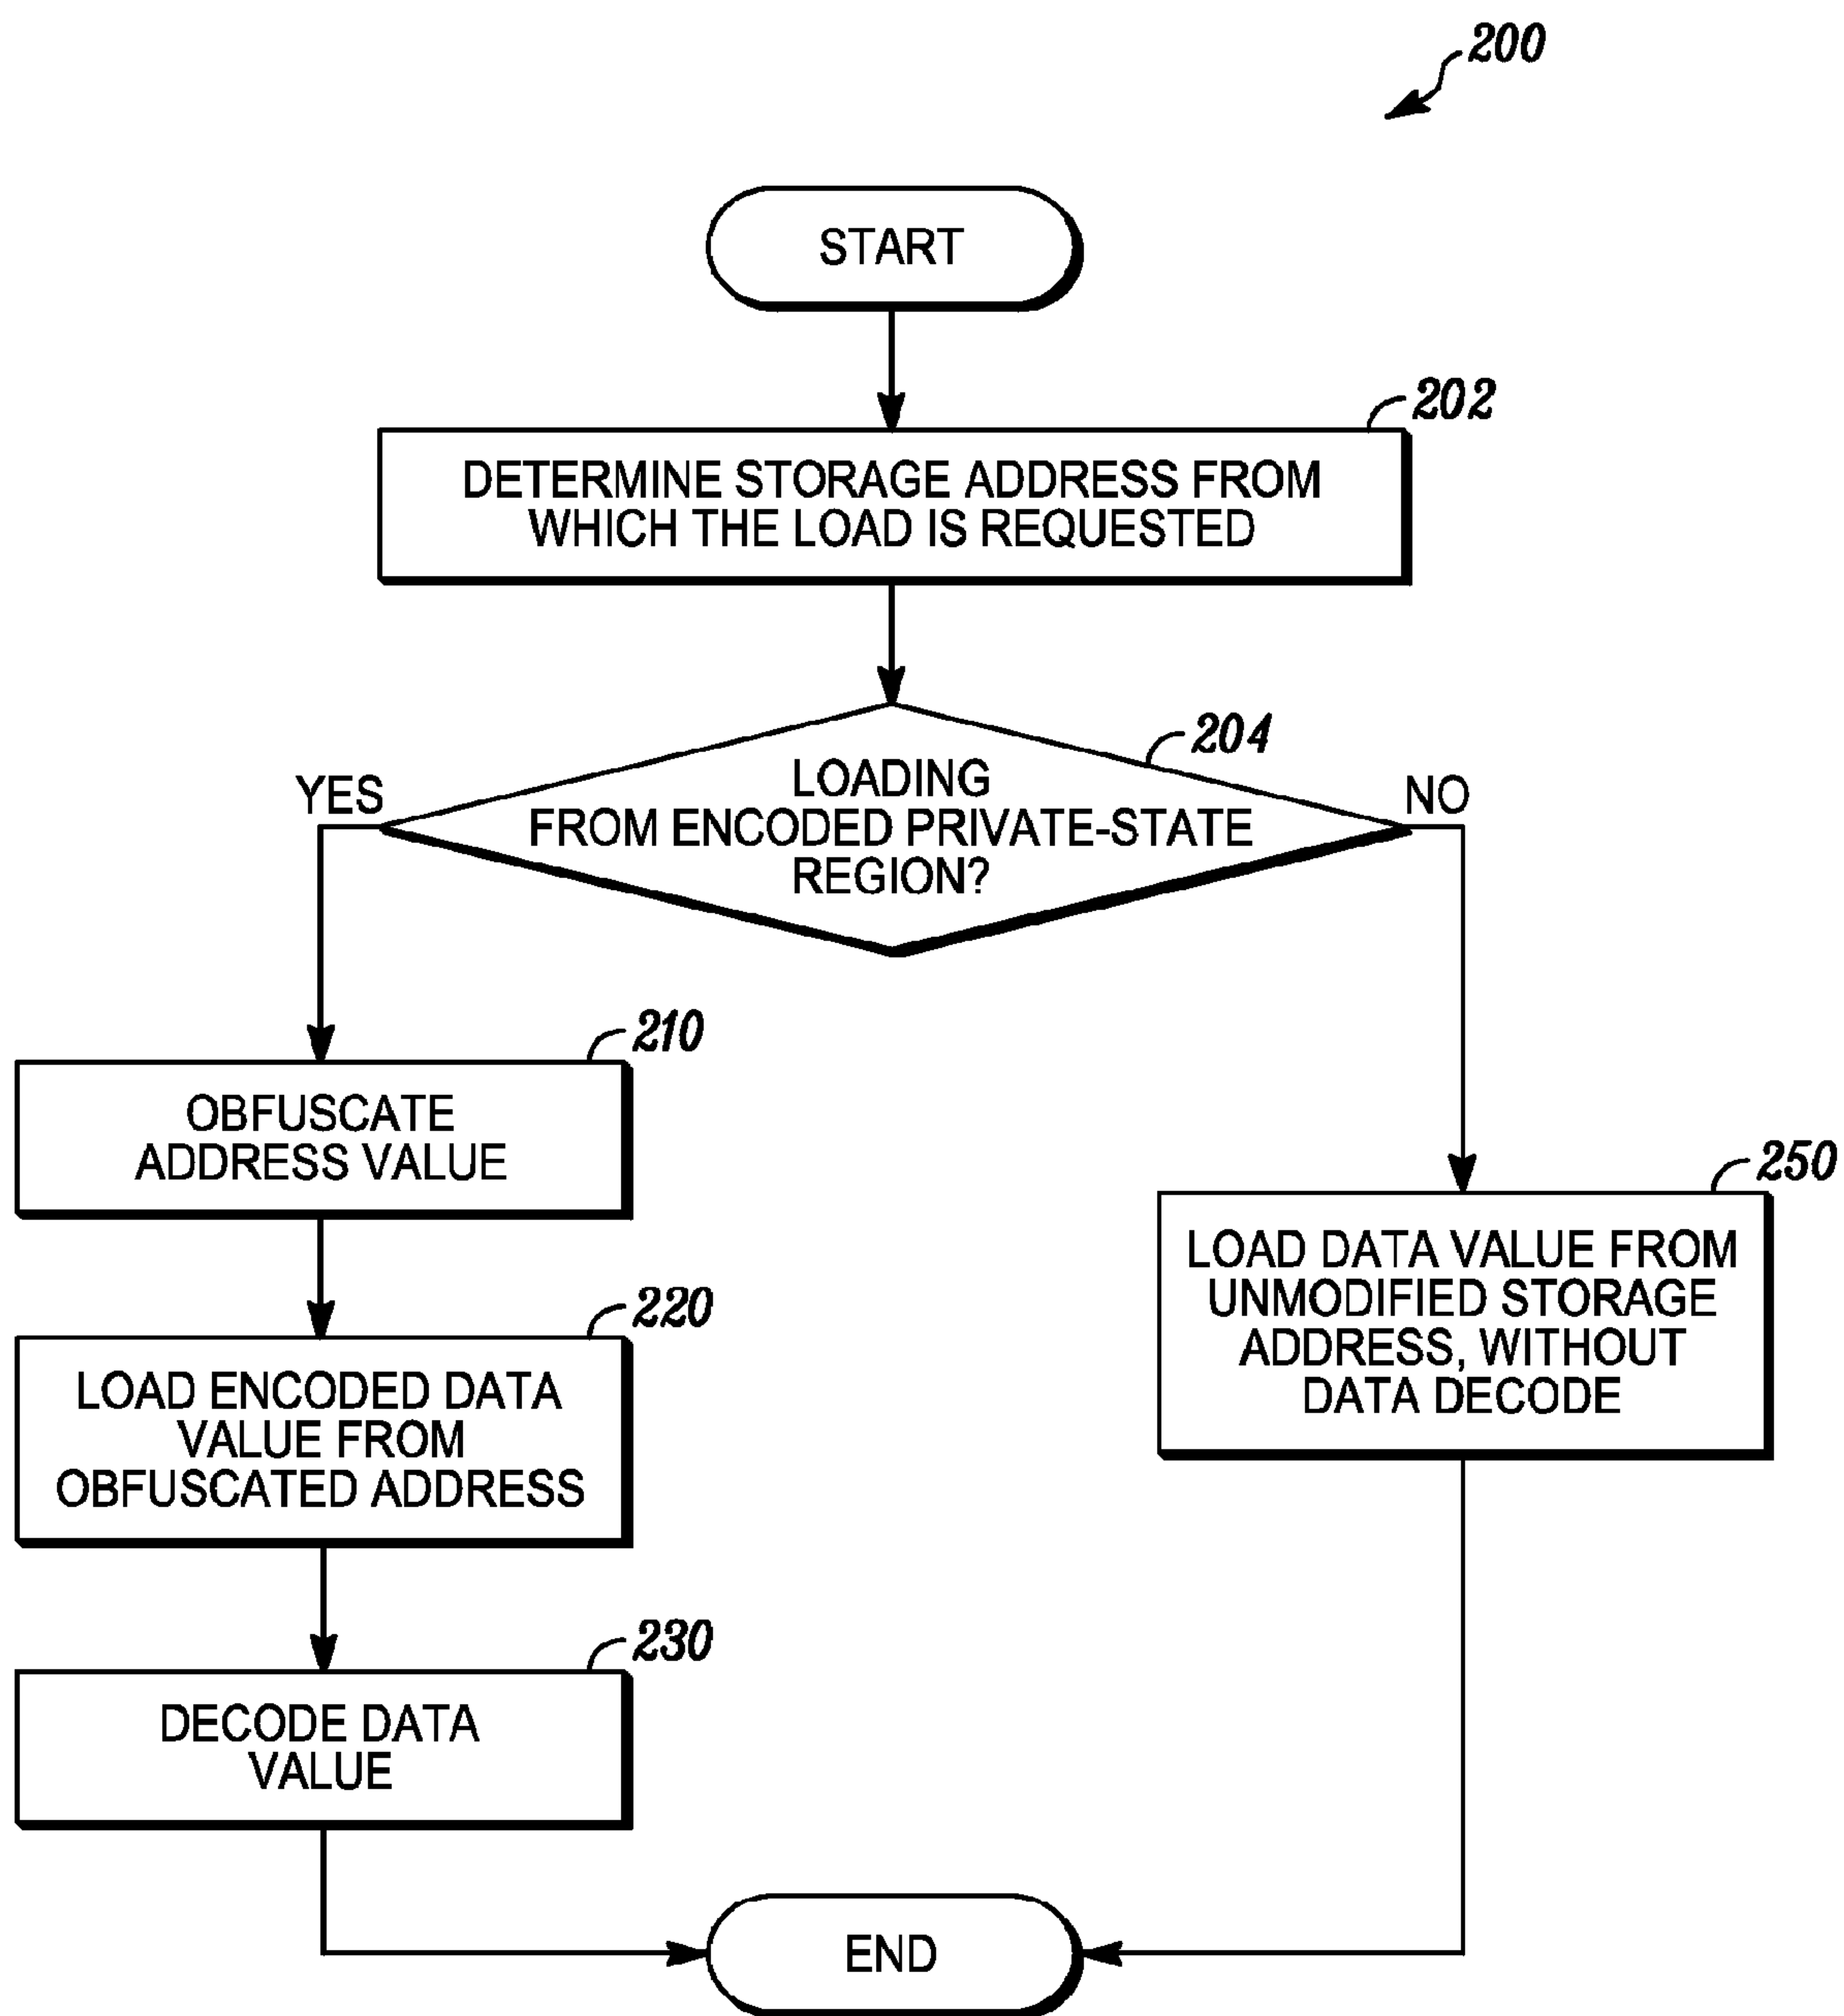 200
START
202
DETERMINE STORAGE ADDRESS FROM
WHICH THE LOAD IS REQUESTED
204
LOADING
FROM ENCODED PRIVATE-STATE
REGION?
YES
NO
210
OBFUSCATE
ADDRESS VALUE
250
LOAD DATA VALUE FROM
UNMODIFIED STORAGE
ADDRESS, WITHOUT
DATA DECODE
220
LOAD ENCODED DATA
VALUE FROM
OBFUSCATED ADDRESS
230
DECODE DATA
VALUE
END